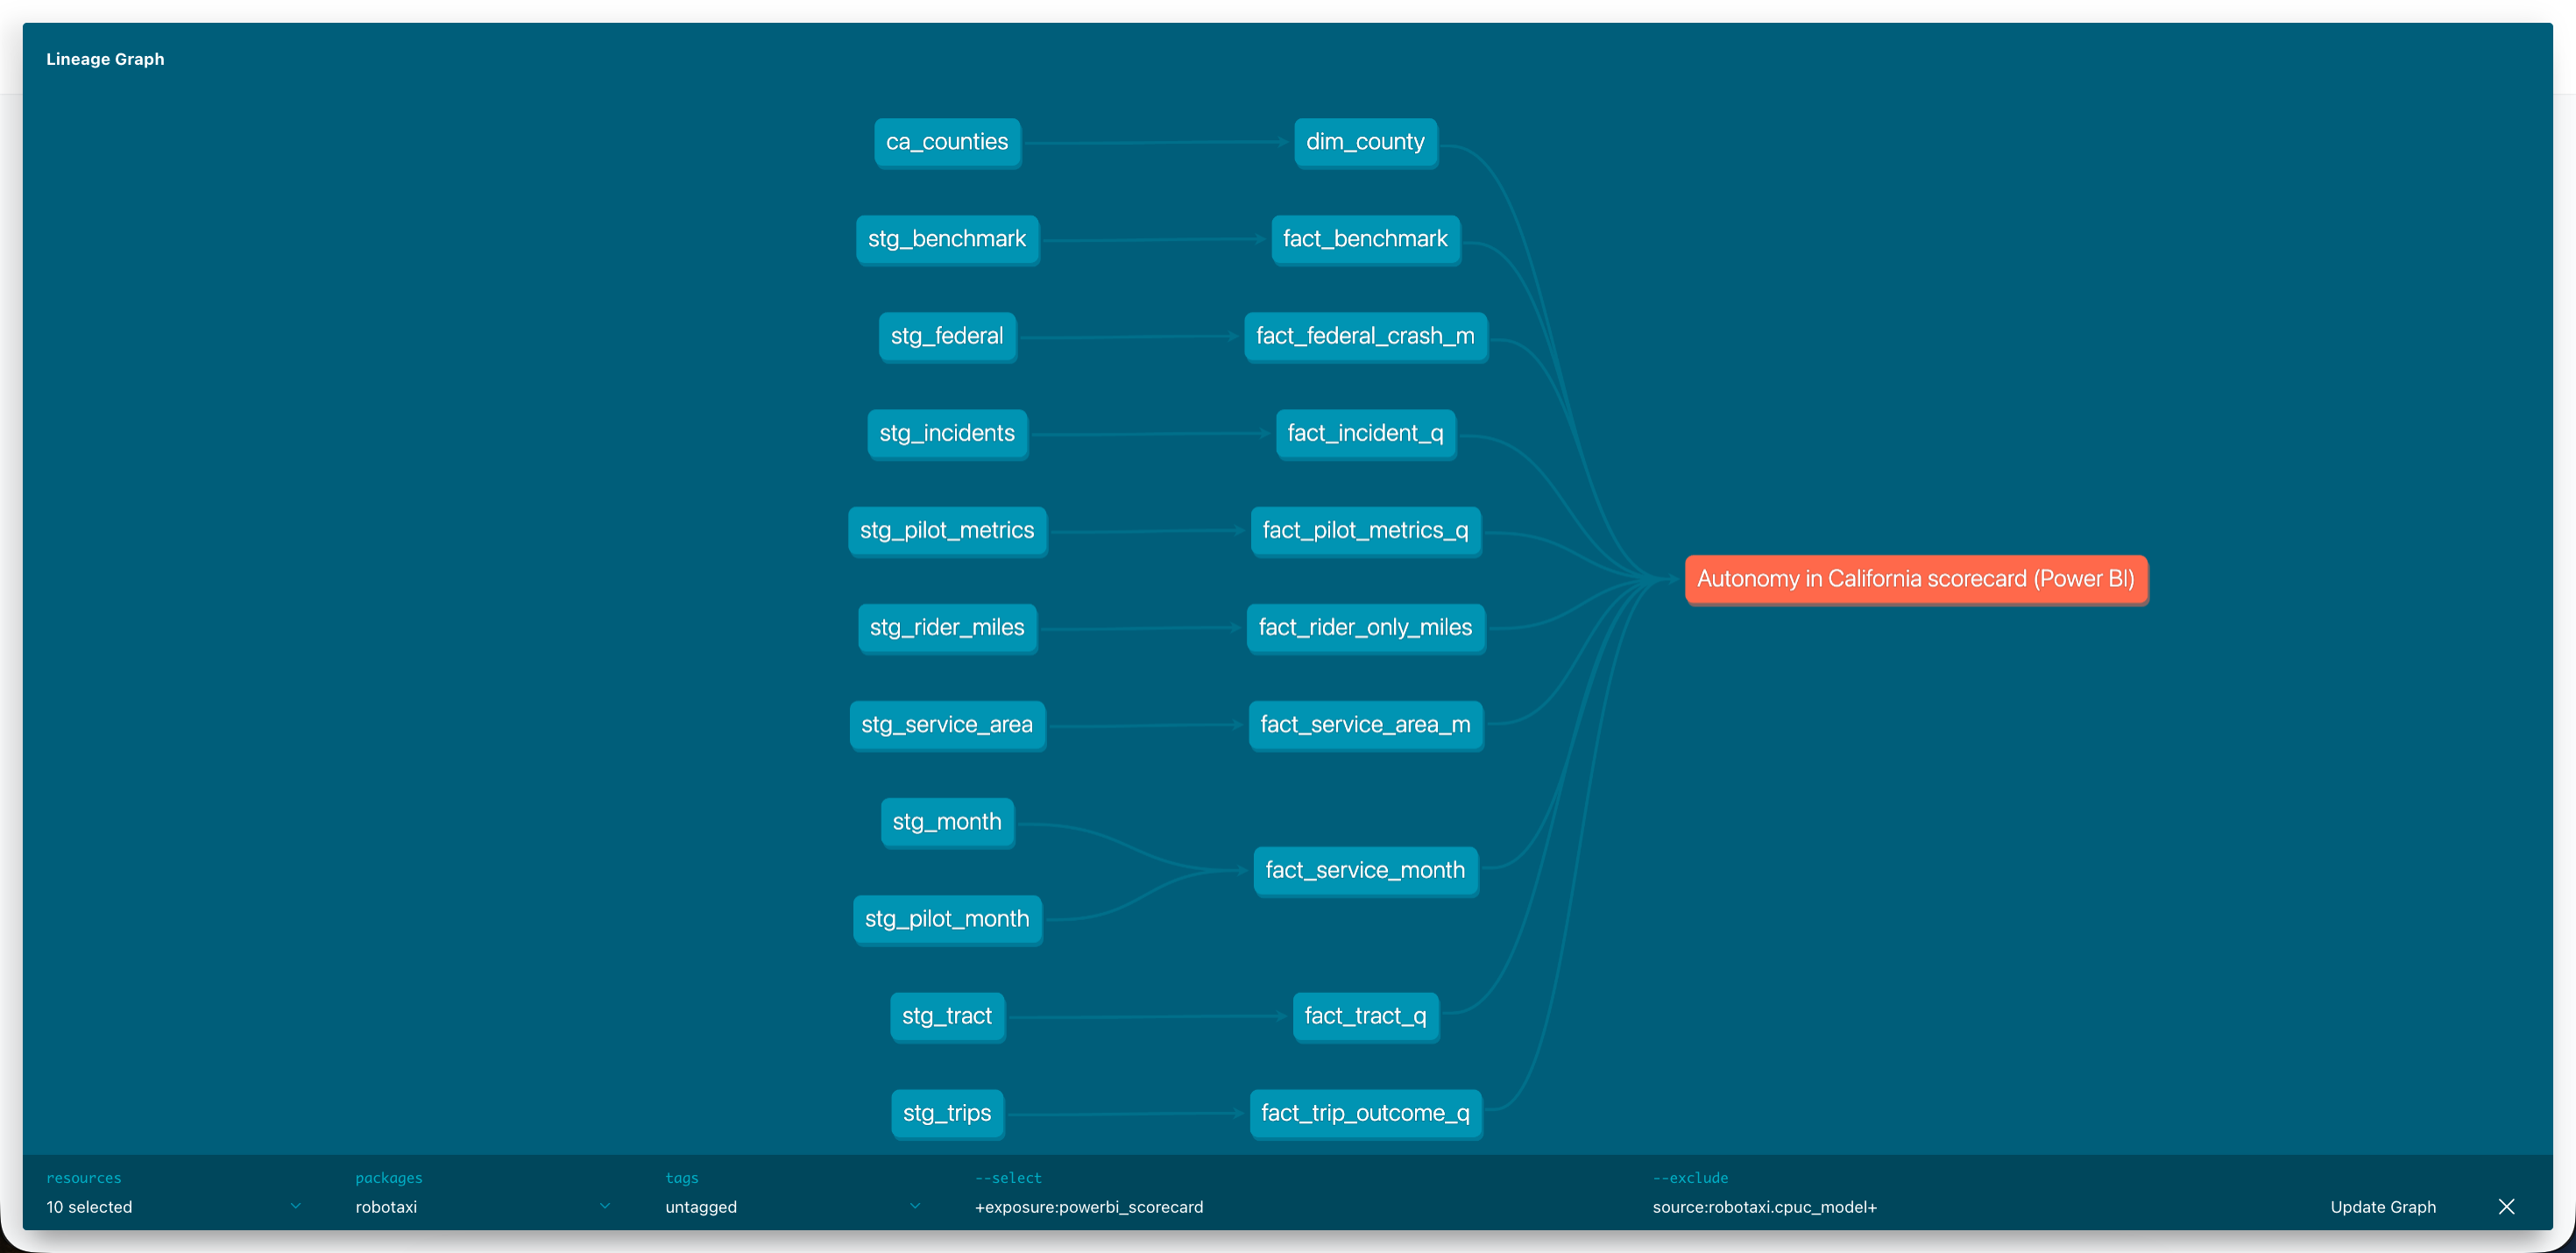 Lineage Graph
ca_counties
dim_county
stg_benchmark
fact_benchmark
stg_federal
fact_federal_crash_m
stg_incidents
fact_incident_q
stg_pilot_metrics
fact_pilot_metrics_q
Autonomy in California scorecard (Power BI)
stg_rider_miles
fact_rider_only_miles
stg_service_area
fact_service_area_m
stg_month
fact_service_month
stg_pilot_month
stg_tract
fact_tract_q
stg_trips
fact_trip_outcome_q
resources
10 selected
packages
robotaxi
tags
untagged
--select
+exposure:powerbi_scorecard
--exclude
source:robotaxi.cpuc_model+
Update Graph